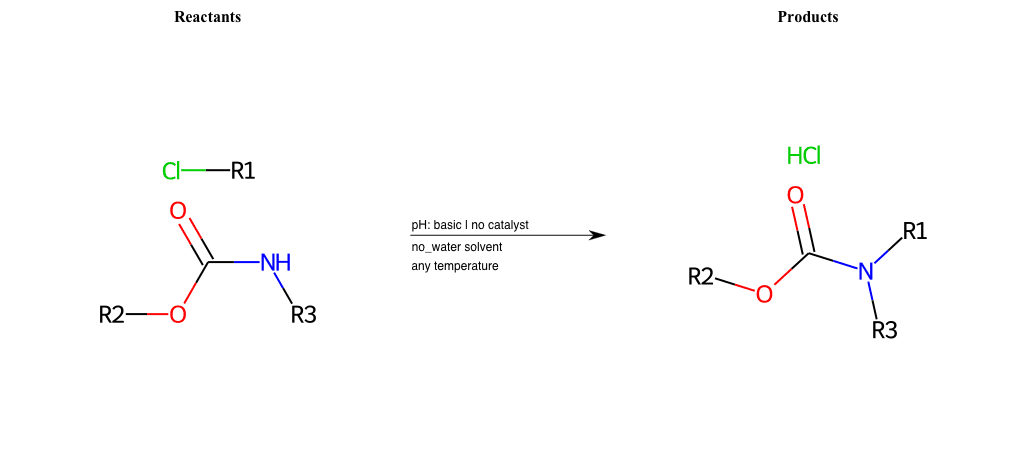 Reactants
Products
HCl
Cl R1
O
O
R1
pH: basic | no catalyst
no_water solvent
any temperature
NH
R2 O
R3
R2 O
N
R3